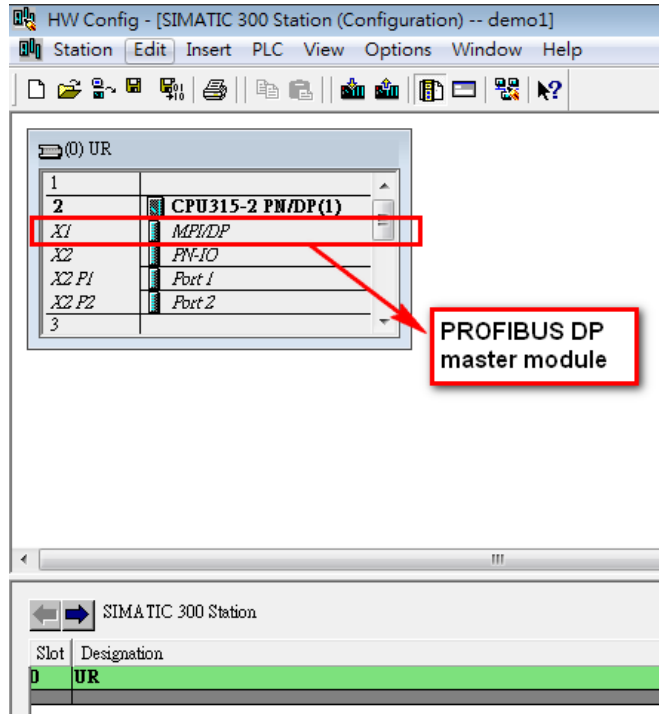 HW Config - [SIMATIC 300 Station (Configuration) -- demo1]
Station Edit Insert PLC View Options Window Help
(0) UR
1
2 CPU315-2 PN/DP(1)
X1 MPI/DP
X2 PN-IO
X2 P1 Port 1
X2 P2 Port 2
3
PROFIBUS DP
master module
SIMATIC 300 Station
Slot Designation
0 UR